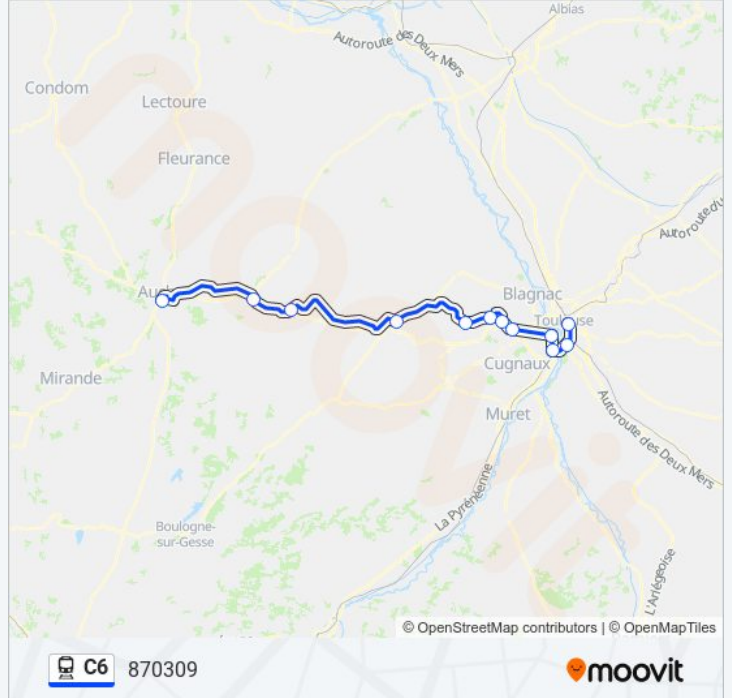 Albias
Autoroute des Deux Mers
Condom
Lectoure
Fleurance
Autoroute du
Blagnac
Toulouse
Cugnaux
Mirande
Muret
Autoroute des Deux Mers
La Pyrénéenne
Boulogne-
sur-Gesse
L'Ariégeoise
© OpenStreetMap contributors | © OpenMapTiles
C6 870309
moovit
moovit